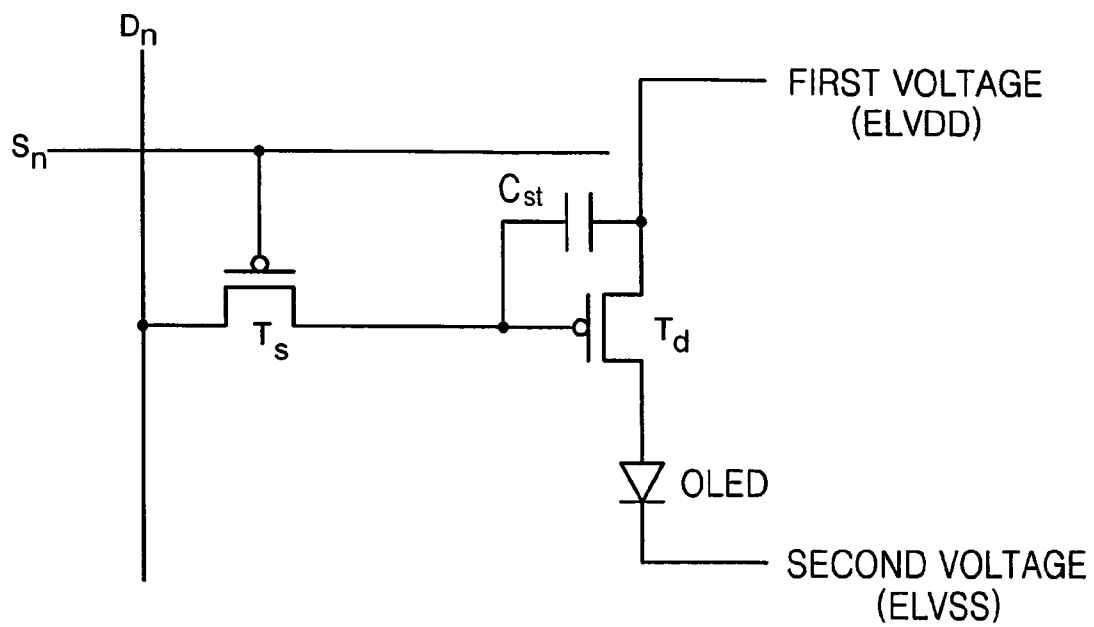 Dn
FIRST VOLTAGE
(ELVDD)
Sn
Cst
Ts
Td
OLED
SECOND VOLTAGE
(ELVSS)